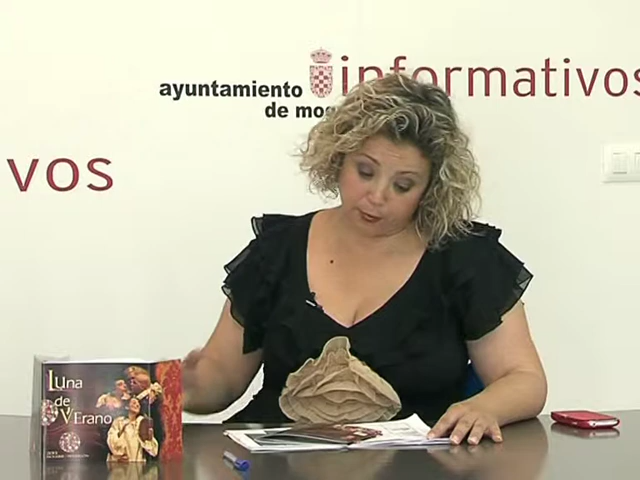 ayuntamiento informativos
de mo
vos
LUna
de
VErano